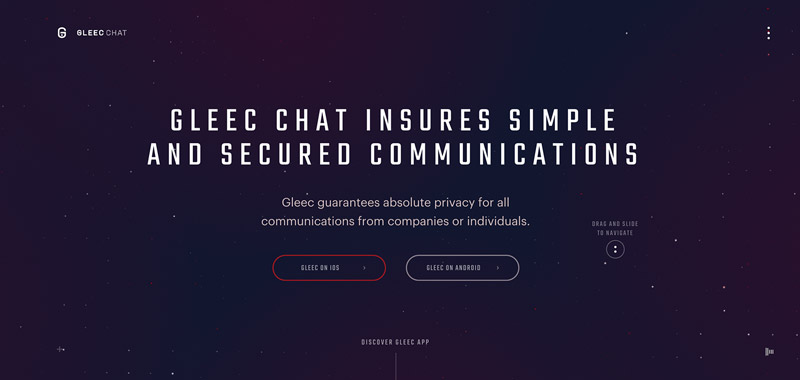 GLEEC CHAT
GLEEC CHAT INSURES SIMPLE
AND SECURED COMMUNICATIONS
Gleec guarantees absolute privacy for all
communications from companies or individuals.
DRAG AND SLIDE
TO NAVIGATE
GLEEC ON IOS
GLEEC ON ANDROID
DISCOVER GLEEC APP